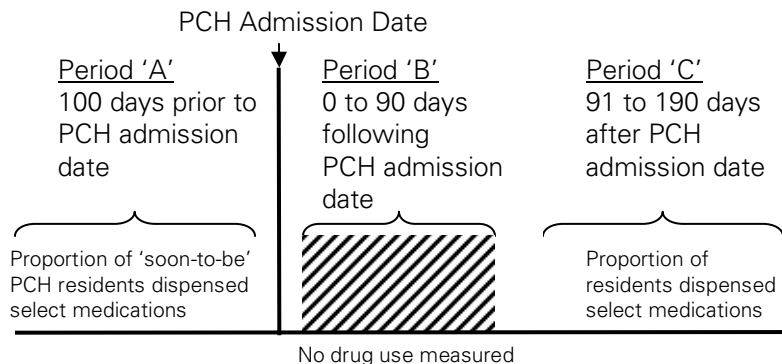 PCH Admission Date
Period ‘A’
100 days prior to
PCH admission
date
Period ‘B’
0 to 90 days
following
PCH admission
date
Period ‘C’
91 to 190 days
after PCH
admission date
Proportion of ‘soon-to-be’
PCH residents dispensed
select medications
Proportion of
residents dispensed
select medications
No drug use measured